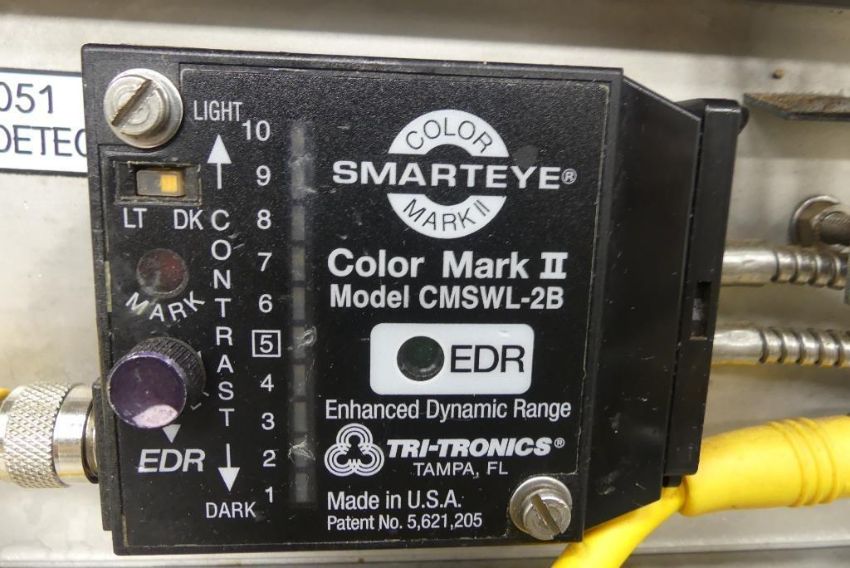 051
DETEC
LIGHT
10
9
8
7
6
5
4
3
2
1
DARK
CONTRAST
LT DK
MARK
EDR
COLOR
SMARTEYE®
MARK II
Color Mark II
Model CMSWL-2B
EDR
Enhanced Dynamic Range
TRI-TRONICS®
TAMPA, FL
Made in U.S.A.
Patent No. 5,621,205